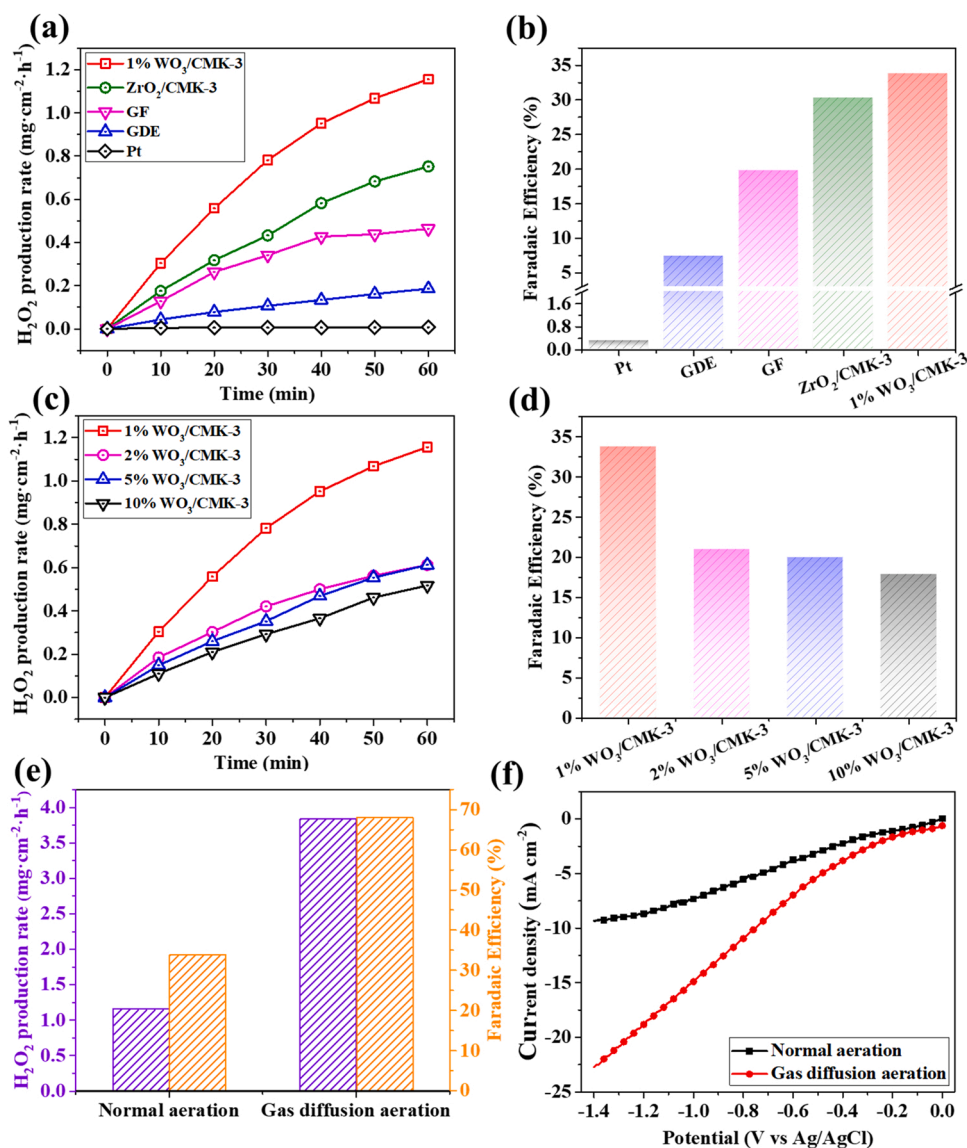 (a)
H₂O₂ production rate (mg·cm⁻²·h⁻¹)
1.2
1.0
0.8
0.6
0.4
0.2
0.0
1% WO₃/CMK-3
ZrO₂/CMK-3
GF
GDE
Pt
0 10 20 30 40 50 60
Time (min)
(b)
Faradaic Efficiency (%)
35
30
25
20
15
10
5
1.6
0.8
0.0
Pt GDE GF ZrO₂/CMK-3 1% WO₃/CMK-3
(c)
H₂O₂ production rate (mg·cm⁻²·h⁻¹)
1.2
1.0
0.8
0.6
0.4
0.2
0.0
1% WO₃/CMK-3
2% WO₃/CMK-3
5% WO₃/CMK-3
10% WO₃/CMK-3
0 10 20 30 40 50 60
Time (min)
(d)
Faradaic Efficiency (%)
40
35
30
25
20
15
10
5
0
1% WO₃/CMK-3 2% WO₃/CMK-3 5% WO₃/CMK-3 10% WO₃/CMK-3
(e)
H₂O₂ production rate (mg·cm⁻²·h⁻¹)
4.0
3.5
3.0
2.5
2.0
1.5
1.0
0.5
0.0
Normal aeration Gas diffusion aeration
70
60
50
40
30
20
10
0
Faradaic Efficiency (%)
(f)
Current density (mA cm⁻²)
0
-5
-10
-15
-20
-25
Normal aeration
Gas diffusion aeration
-1.4 -1.2 -1.0 -0.8 -0.6 -0.4 -0.2 0.0
Potential (V vs Ag/AgCl)